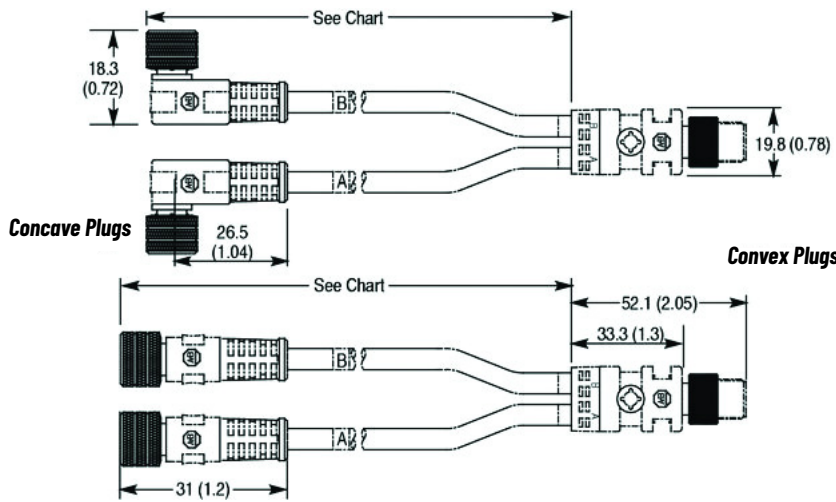 See Chart
18.3
(0.72)
B
19.8 (0.78)
B
A
A
Concave Plugs
26.5
(1.04)
Convex Plugs
See Chart
52.1 (2.05)
33.3 (1.3)
B
B
A
A
31 (1.2)